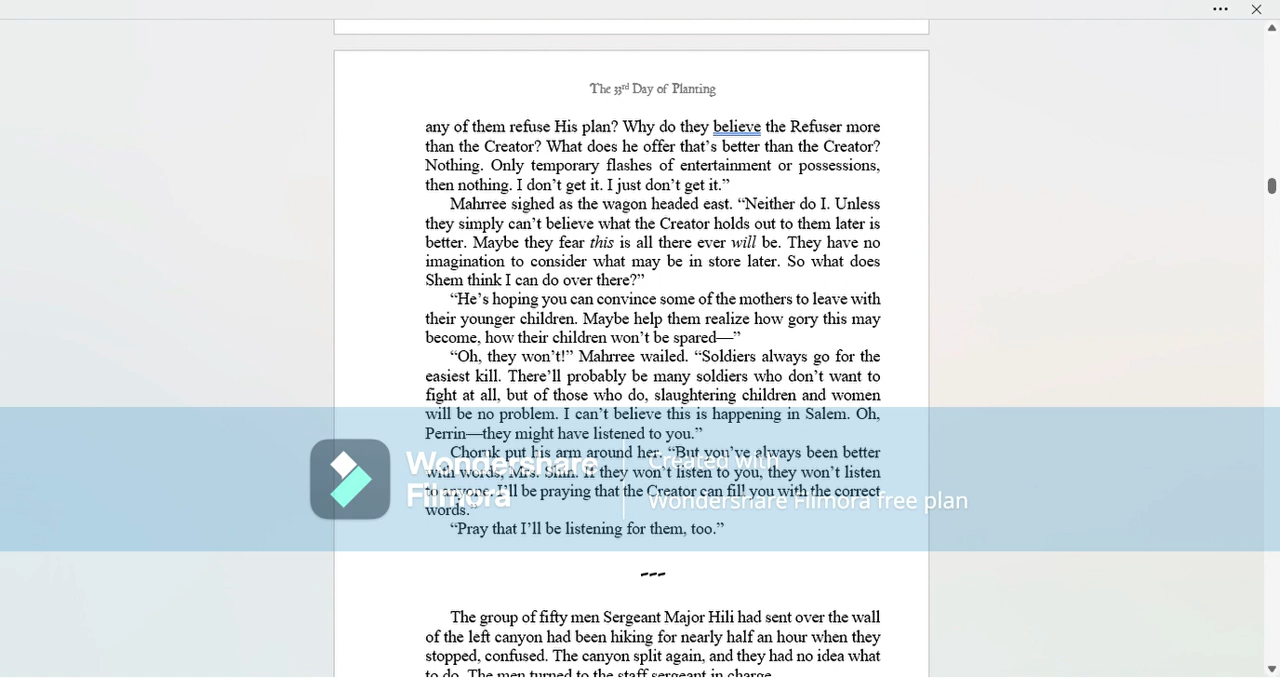 The 33rd Day of Planting
any of them refuse His plan? Why do they believe the Refuser more
than the Creator? What does he offer that's better than the Creator?
Nothing. Only temporary flashes of entertainment or possessions,
then nothing. I don't get it. I just don't get it.”
Mahrree sighed as the wagon headed east. “Neither do I. Unless
they simply can't believe what the Creator holds out to them later is
better. Maybe they fear this is all there ever will be. They have no
imagination to consider what may be in store later. So what does
Shem think I can do over there?”
“He's hoping you can convince some of the mothers to leave with
their younger children. Maybe help them realize how gory this may
become, how their children won't be spared—”
“Oh, they won't!” Mahrree wailed. “Soldiers always go for the
easiest kill. There'll probably be many soldiers who don't want to
fight at all, but of those who do, slaughtering children and women
will be no problem. I can't believe this is happening in Salem. Oh,
Perrin—they might have listened to you.”
Chornk put his arm around her. “But you've always been better
with words, Mrs. Shin. If they won't listen to you, they won't listen
to anyone. I'll be praying that the Creator can fill you with the correct
words.”
Wondershare
Filmora
Created with
Wondershare Filmora free plan
“Pray that I'll be listening for them, too.”
---
The group of fifty men Sergeant Major Hili had sent over the wall
of the left canyon had been hiking for nearly half an hour when they
stopped, confused. The canyon split again, and they had no idea what
to do. The men turned to the staff sergeant in charge.